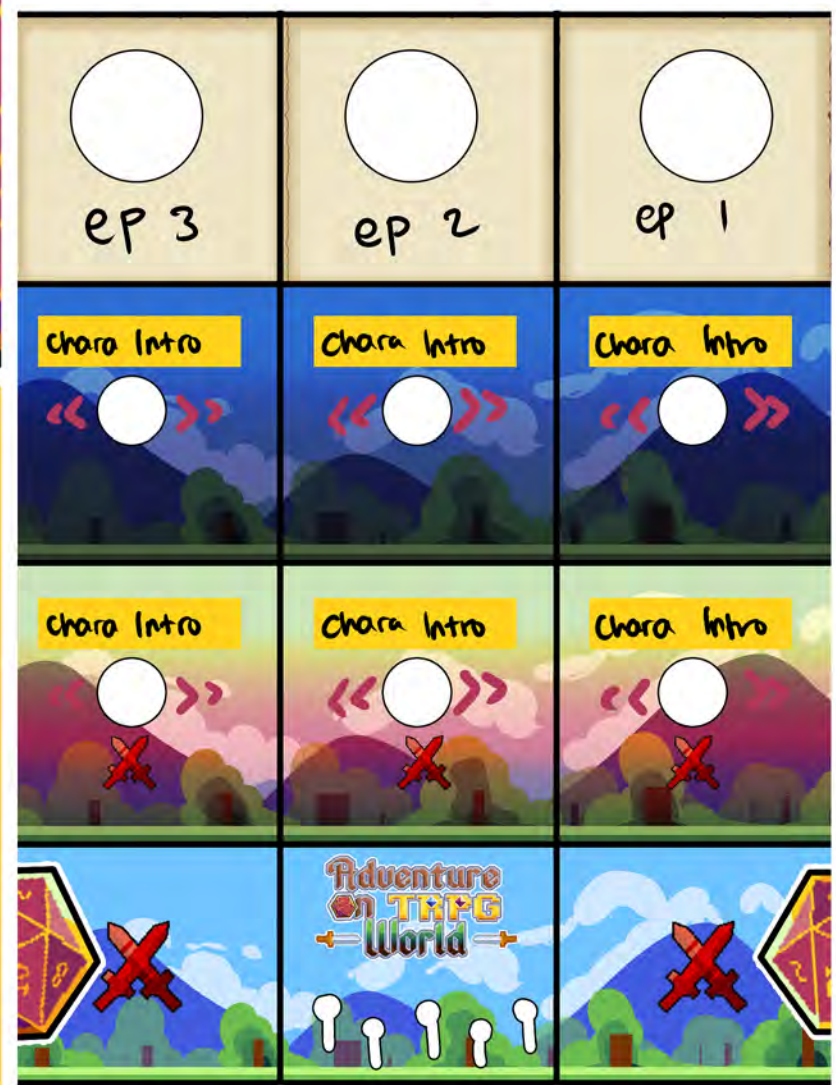 ep 3
ep 2
ep 1
Chara Intro
Chara Intro
Chara Intro
Chara Intro
Chara Intro
Chara Intro
Adventure
on TRPG
World